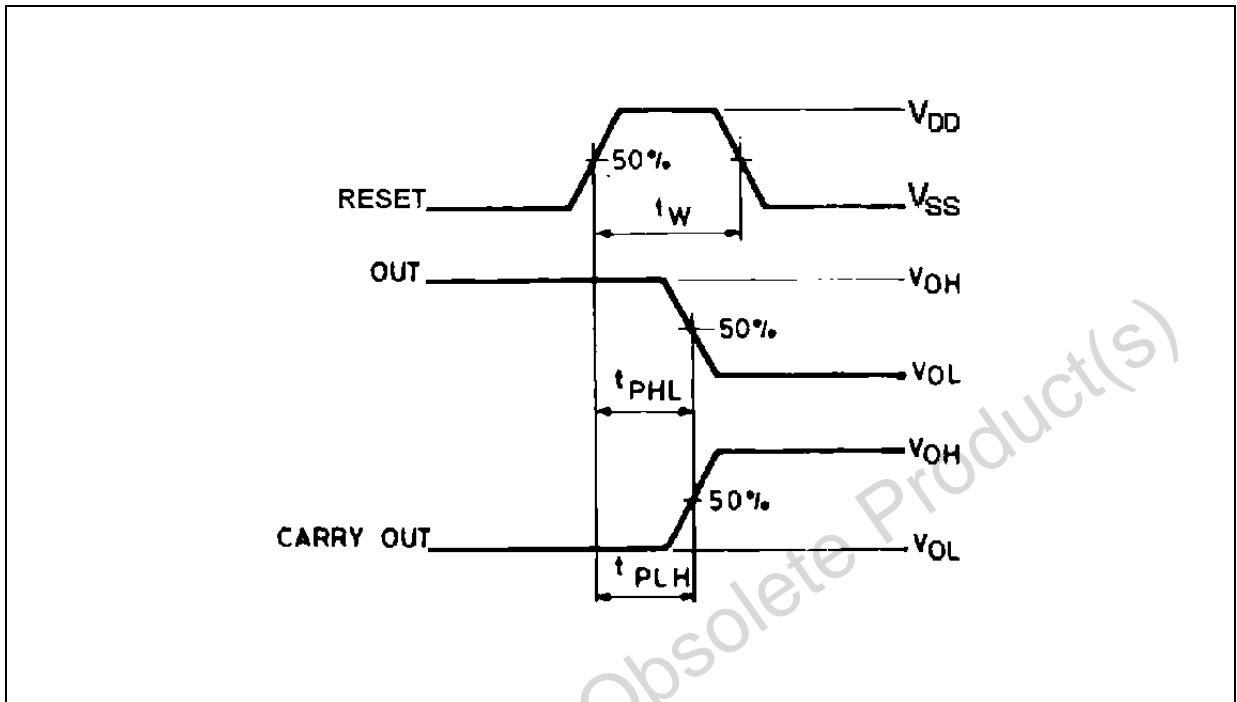 VDD
50%
RESET
VSS
tW
OUT
VOH
50%
VOL
tPHL
VOH
50%
CARRY OUT
VOL
tPLH
Obsolete Product(s)